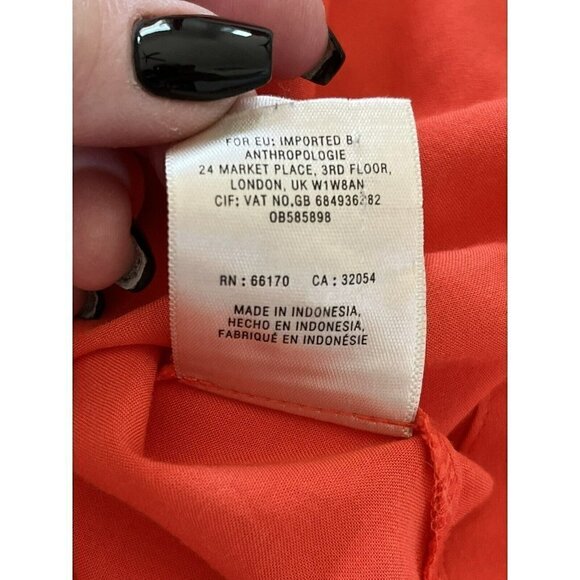 FOR EU: IMPORTED BY
ANTHROPOLOGIE
24 MARKET PLACE, 3RD FLOOR,
LONDON, UK W1W8AN
CIF: VAT NO.GB
OB585898
RN : 66170 CA : 32054
MADE IN INDONESIA,
HECHO EN INDONESIA,
FABRIQUÉ EN INDONÉSIE